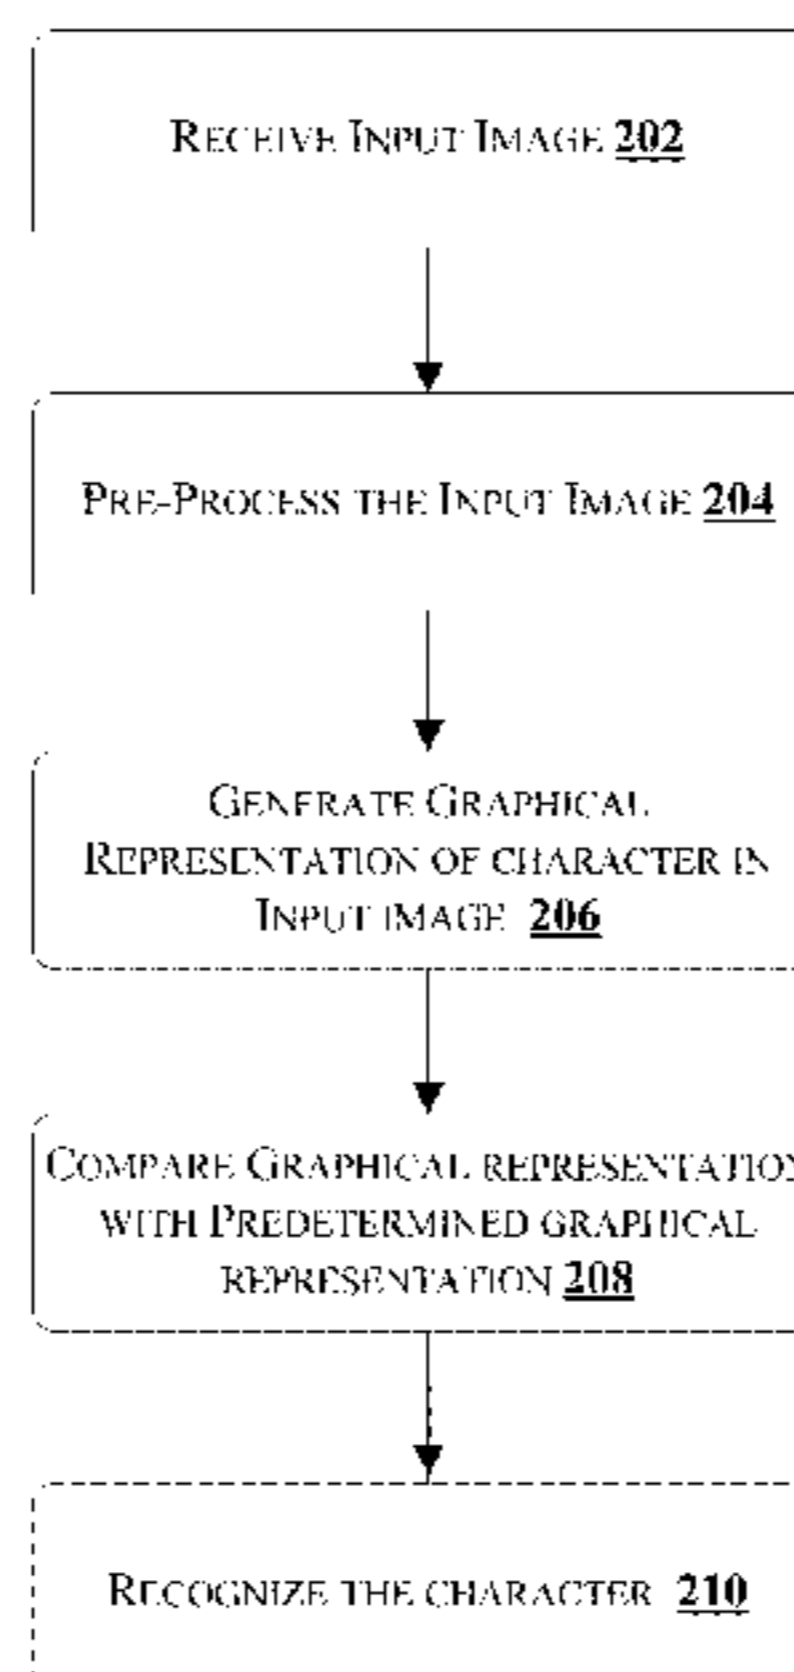 RECEIVE INPUT IMAGE 202
PRE-PROCESS THE INPUT IMAGE 204
GENERATE GRAPHICAL
REPRESENTATION OF CHARACTER IN
INPUT IMAGE 206
COMPARE GRAPHICAL REPRESENTATION
WITH PREDETERMINED GRAPHICAL
REPRESENTATION 208
RECOGNIZE THE CHARACTER 210